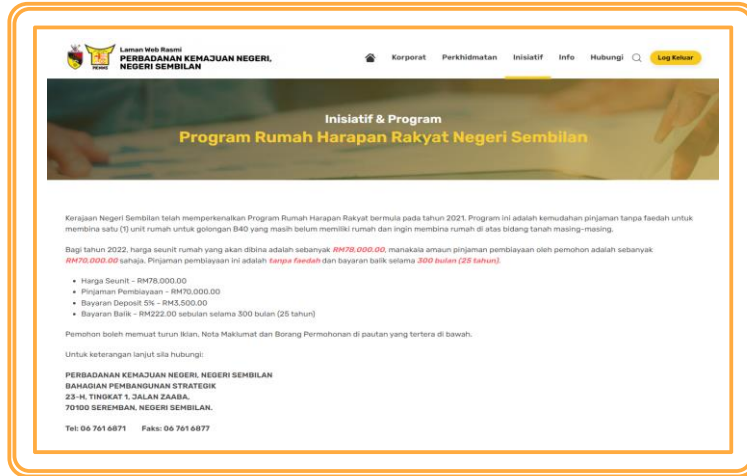 Laman Web Rasmi
PERBADANAN KEMAJUAN NEGERI,
NEGERI SEMBILAN
PKNNS
Korporat Perkhidmatan Inisiatif Info Hubungi Log Keluar
Inisiatif & Program
Program Rumah Harapan Rakyat Negeri Sembilan
Kerajaan Negeri Sembilan telah memperkenalkan Program Rumah Harapan Rakyat bermula pada tahun 2021. Program ini adalah kemudahan pinjaman tanpa faedah untuk
membina satu (1) unit rumah untuk golongan B40 yang masih belum memiliki rumah dan ingin membina rumah di atas bidang tanah masing-masing.
Bagi tahun 2022, harga seunit rumah yang akan dibina adalah sebanyak RM78,000.00, manakala amaun pinjaman pembiayaan oleh pemohon adalah sebanyak
RM70,000.00 sahaja. Pinjaman pembiayaan ini adalah tanpa faedah dan bayaran balik selama 300 bulan (25 tahun).
• Harga Seunit – RM78,000.00
• Pinjaman Pembiayaan – RM70,000.00
• Bayaran Deposit 5% – RM3,500.00
• Bayaran Balik – RM222.00 sebulan selama 300 bulan (25 tahun)
Pemohon boleh memuat turun Iklan, Nota Maklumat dan Borang Permohonan di pautan yang tertera di bawah.
Untuk keterangan lanjut sila hubungi:
PERBADANAN KEMAJUAN NEGERI, NEGERI SEMBILAN
BAHAGIAN PEMBANGUNAN STRATEGIK
23-H, TINGKAT 1, JALAN ZAABA,
70100 SEREMBAN, NEGERI SEMBILAN.
Tel: 06 761 6871 Faks: 06 761 6877